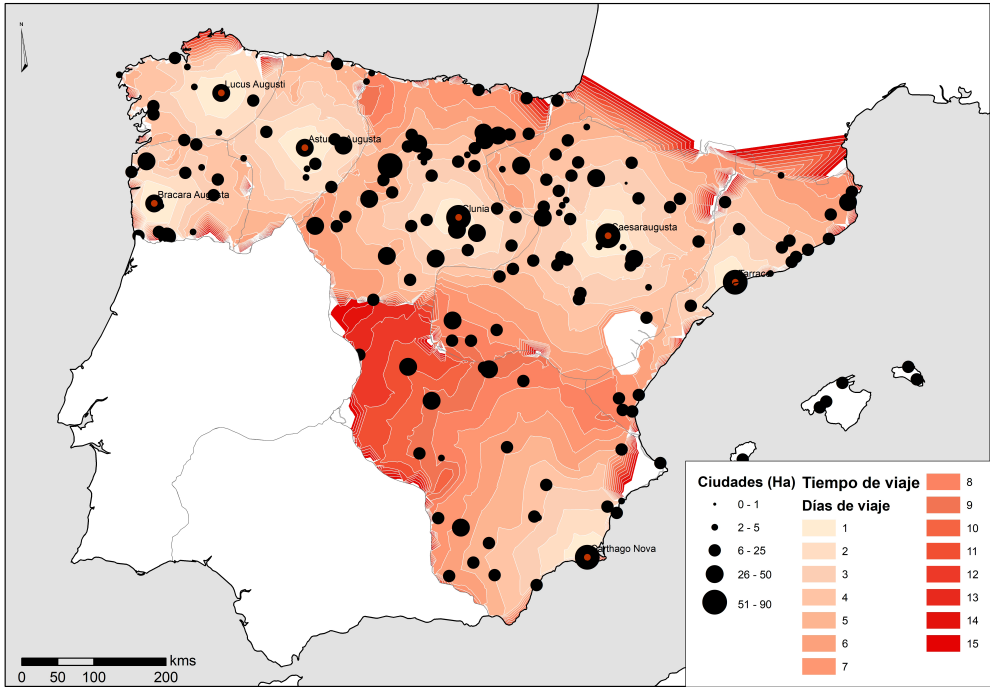 N
Lucus Augusti
Asturica Augusta
Bracara Augusta
Clunia
Caesaraugusta
Tarraco
Carthago Nova
Ciudades (Ha)
0 - 1
2 - 5
6 - 25
26 - 50
51 - 90
Tiempo de viaje
Días de viaje
1
2
3
4
5
6
7
8
9
10
11
12
13
14
15
kms
0 50 100 200